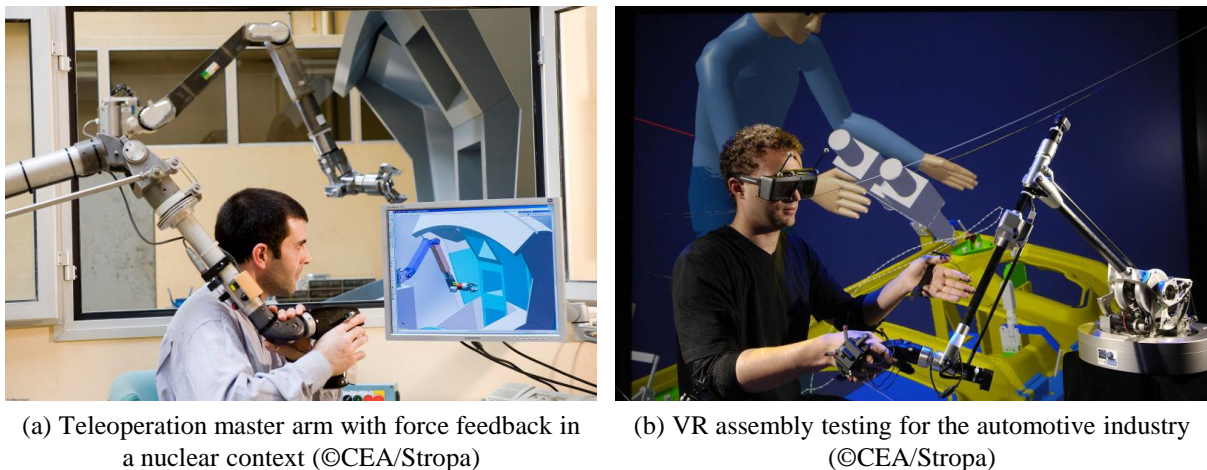 (a) Teleoperation master arm with force feedback in
a nuclear context (©CEA/Stropa)
(b) VR assembly testing for the automotive industry
(©CEA/Stropa)